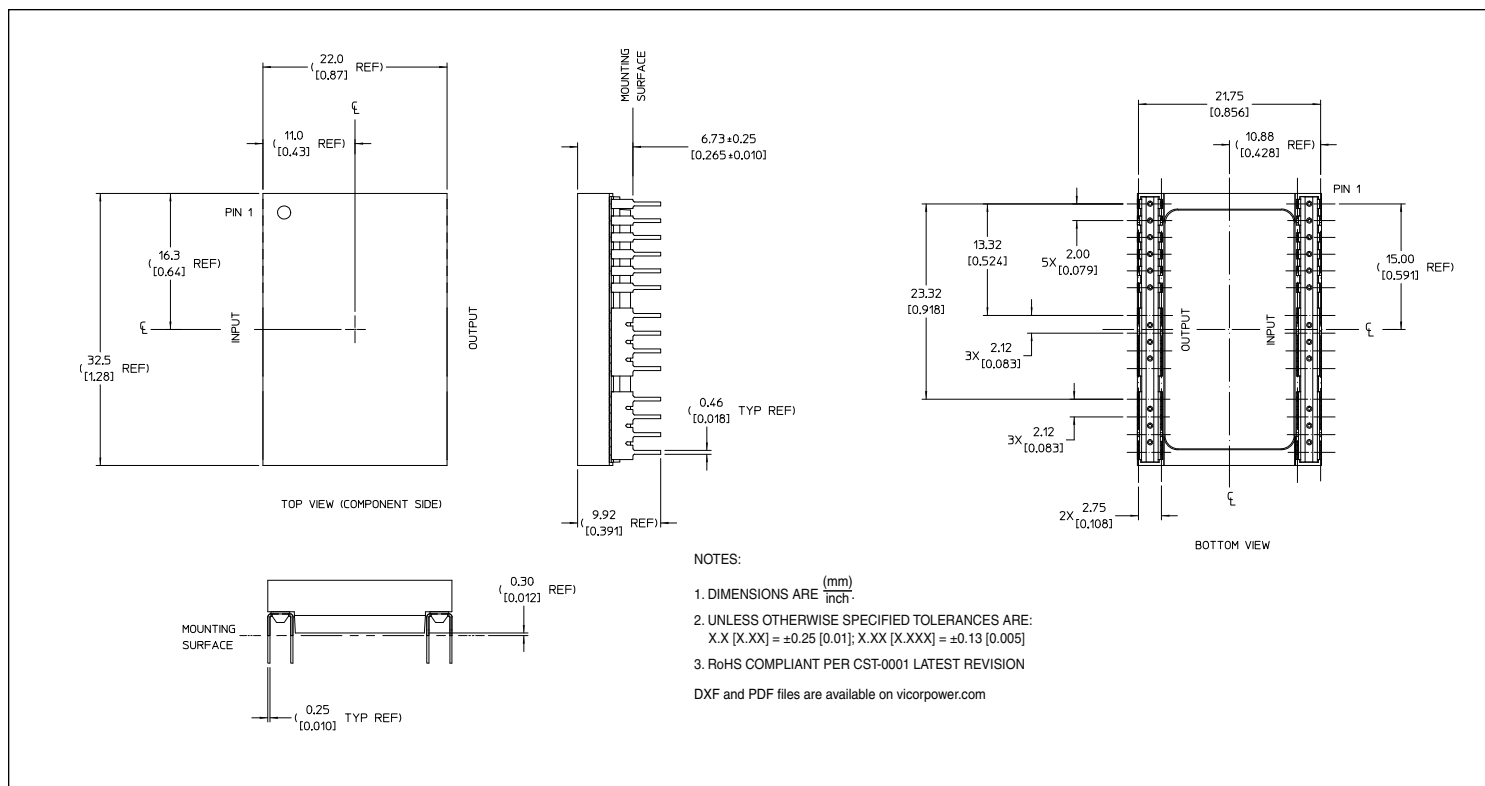 22.0
( [0.87] REF)
℄
11.0
( [0.43] REF)
PIN 1
16.3
( [0.64] REF)
℄
INPUT
OUTPUT
32.5
( [1.28] REF)
TOP VIEW (COMPONENT SIDE)
MOUNTING
SURFACE
6.73 ±0.25
[0.265 ±0.010]
0.46
( [0.018] TYP REF)
9.92
( [0.391] REF)
21.75
[0.856]
10.88
( [0.428] REF)
PIN 1
13.32
[0.524]
5X 2.00
[0.079]
15.00
( [0.591] REF)
23.32
[0.918]
OUTPUT
INPUT
℄
3X 2.12
[0.083]
3X 2.12
[0.083]
2X 2.75
[0.108]
℄
BOTTOM VIEW
0.30
( [0.012] REF)
MOUNTING
SURFACE
0.25
( [0.010] TYP REF)
NOTES:
1. DIMENSIONS ARE (mm)
inch.
2. UNLESS OTHERWISE SPECIFIED TOLERANCES ARE:
X.X [X.XX] = ±0.25 [0.01]; X.XX [X.XXX] = ±0.13 [0.005]
3. RoHS COMPLIANT PER CST-0001 LATEST REVISION
DXF and PDF files are available on vicorpower.com